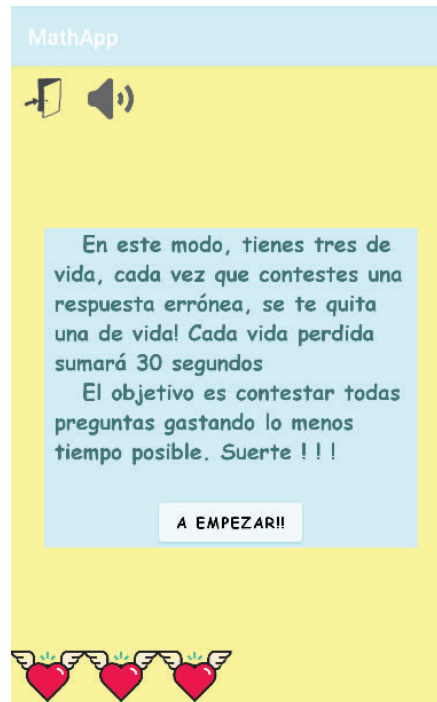 MathApp
En este modo, tienes tres de
vida, cada vez que contestes una
respuesta errónea, se te quita
una de vida! Cada vida perdida
sumará 30 segundos
El objetivo es contestar todas
preguntas gastando lo menos
tiempo posible. Suerte ! ! !
A EMPEZAR!!